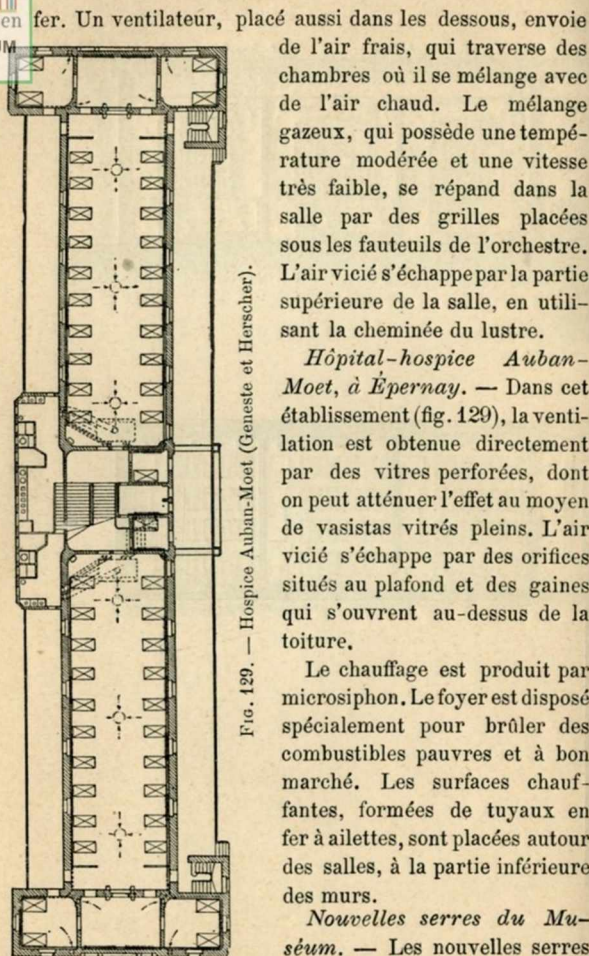 en
UM
fer. Un ventilateur, placé aussi dans les dessous, envoie
de l'air frais, qui traverse des
chambres où il se mélange avec
de l'air chaud. Le mélange
gazeux, qui possède une tempé-
rature modérée et une vitesse
très faible, se répand dans la
salle par des grilles placées
sous les fauteuils de l'orchestre.
L'air vicié s'échappe par la partie
supérieure de la salle, en utili-
sant la cheminée du lustre.
Hôpital-hospice Auban-
Moet, à Épernay. — Dans cet
établissement (fig. 129), la venti-
lation est obtenue directement
par des vitres perforées, dont
on peut atténuer l'effet au moyen
de vasistas vitrés pleins. L'air
vicié s'échappe par des orifices
situés au plafond et des gaines
qui s'ouvrent au-dessus de la
toiture.
Le chauffage est produit par
microsiphon. Le foyer est disposé
spécialement pour brûler des
combustibles pauvres et à bon
marché. Les surfaces chauf-
fantes, formées de tuyaux en
fer à ailettes, sont placées autour
des salles, à la partie inférieure
des murs.
Nouvelles serres du Mu-
séum. — Les nouvelles serres
Fig. 129. — Hospice Auban-Moet (Geneste et Herscher).